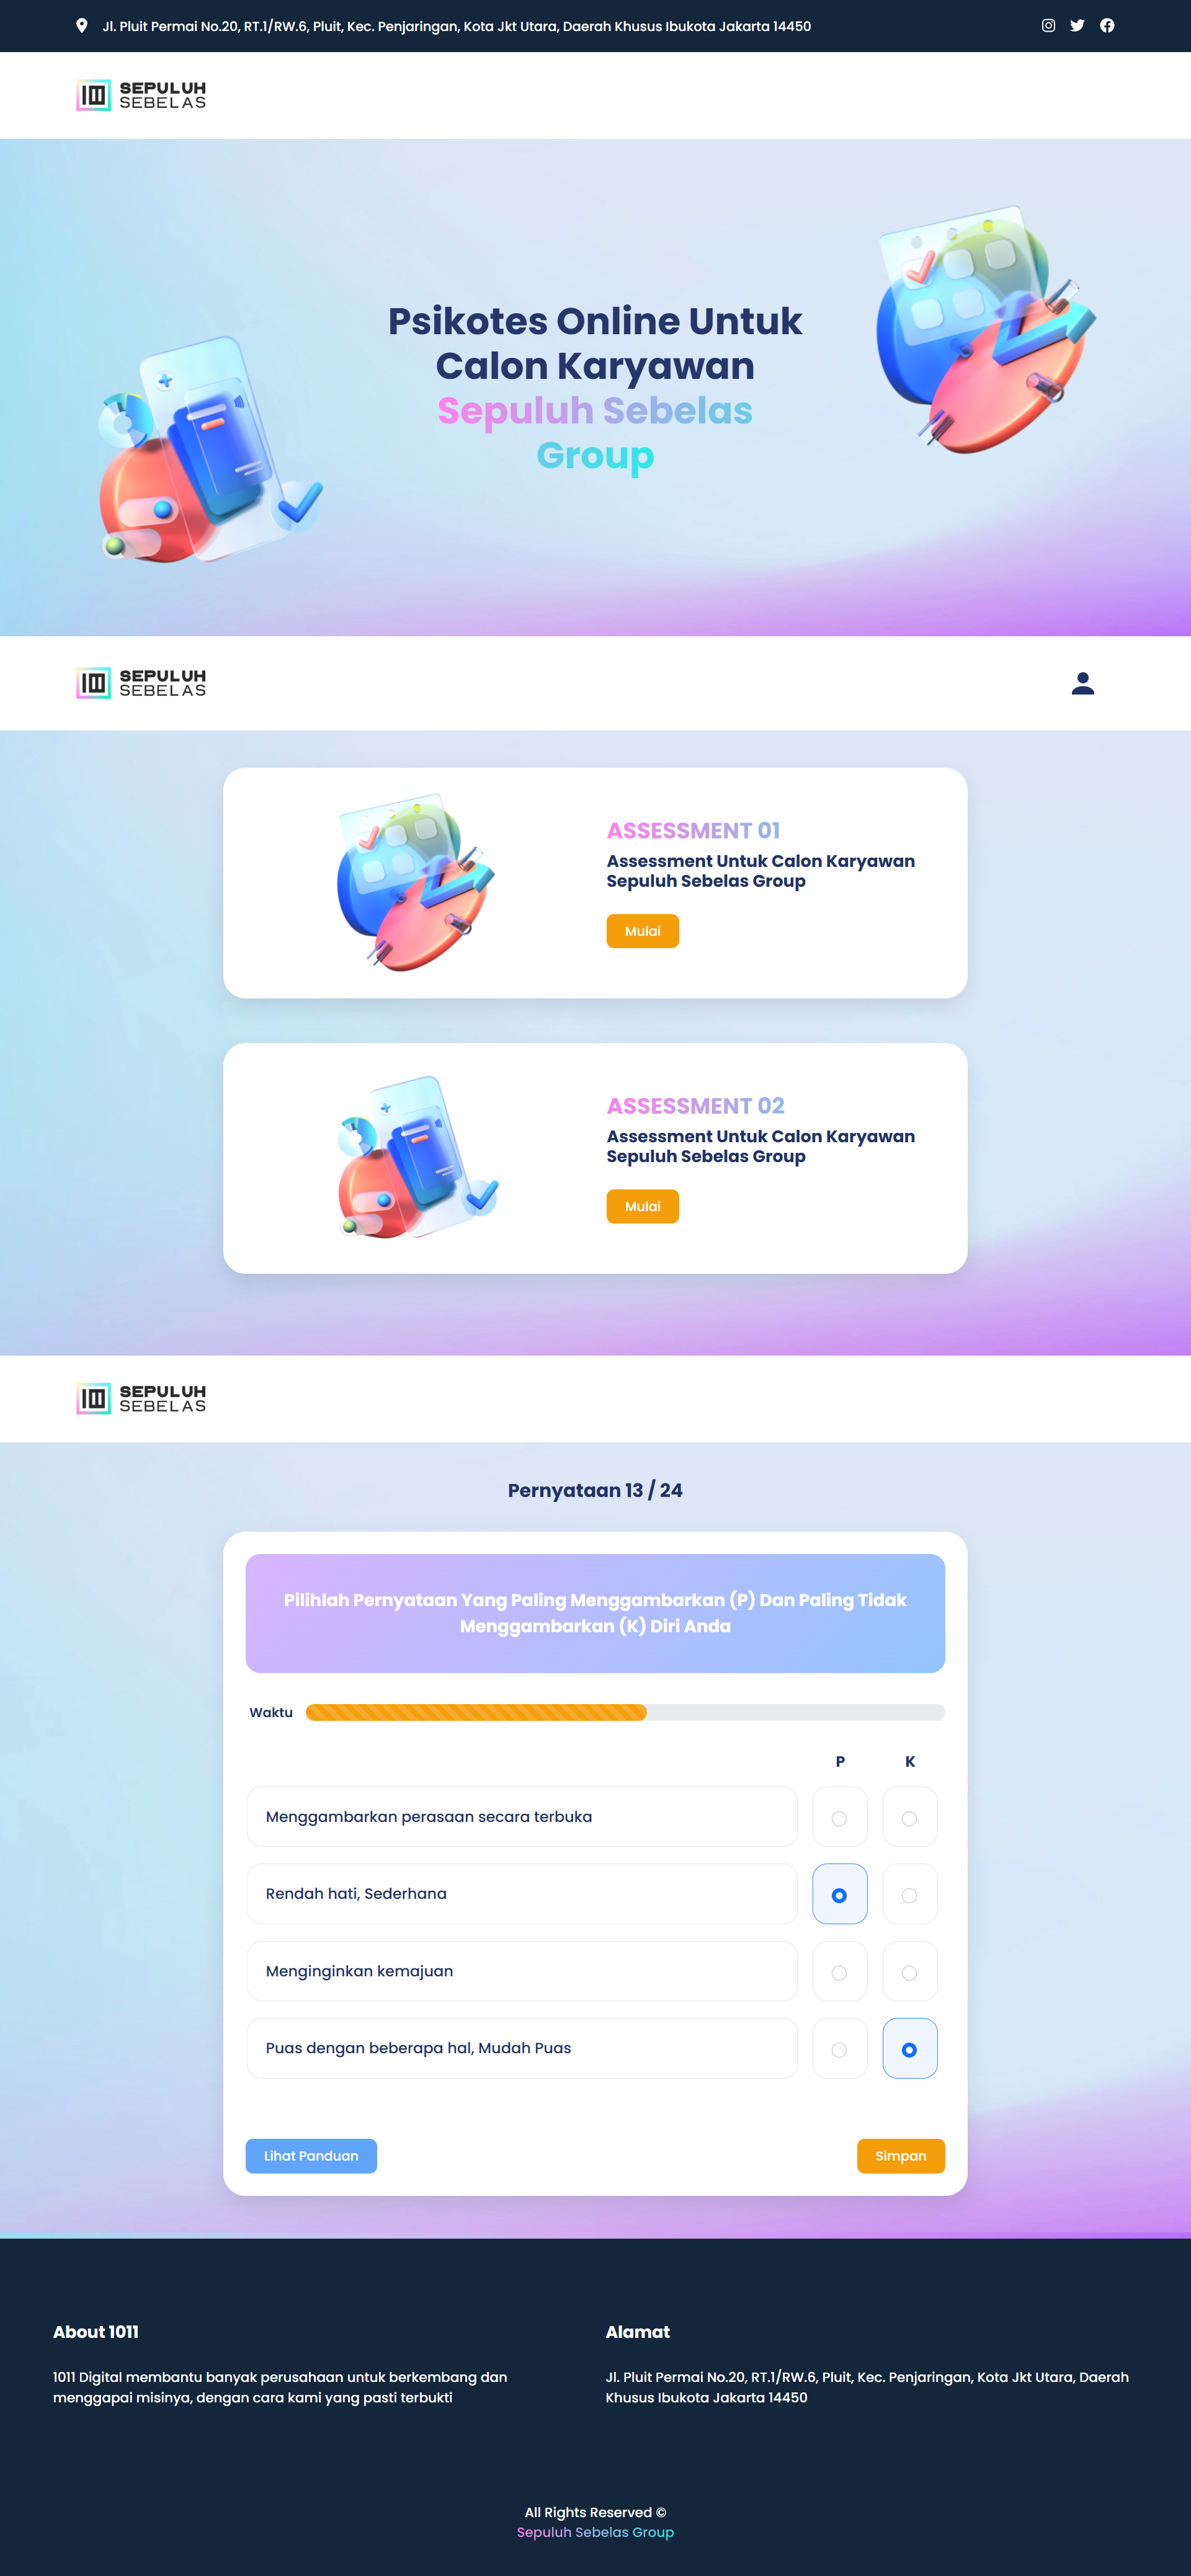 Jl. Pluit Permai No.20, RT.1/RW.6, Pluit, Kec. Penjaringan, Kota Jkt Utara, Daerah Khusus Ibukota Jakarta 14450
SEPULUH
SEBELAS
Psikotes Online Untuk
Calon Karyawan
Sepuluh Sebelas
Group
SEPULUH
SEBELAS
ASSESSMENT 01
Assessment Untuk Calon Karyawan
Sepuluh Sebelas Group
Mulai
ASSESSMENT 02
Assessment Untuk Calon Karyawan
Sepuluh Sebelas Group
Mulai
SEPULUH
SEBELAS
Pernyataan 13 / 24
Pilihlah Pernyataan Yang Paling Menggambarkan (P) Dan Paling Tidak
Menggambarkan (K) Diri Anda
Waktu
P K
Menggambarkan perasaan secara terbuka
Rendah hati, Sederhana
Menginginkan kemajuan
Puas dengan beberapa hal, Mudah Puas
Lihat Panduan
Simpan
About 1011
1011 Digital membantu banyak perusahaan untuk berkembang dan
menggapai misinya, dengan cara kami yang pasti terbukti
Alamat
Jl. Pluit Permai No.20, RT.1/RW.6, Pluit, Kec. Penjaringan, Kota Jkt Utara, Daerah
Khusus Ibukota Jakarta 14450
All Rights Reserved ©
Sepuluh Sebelas Group